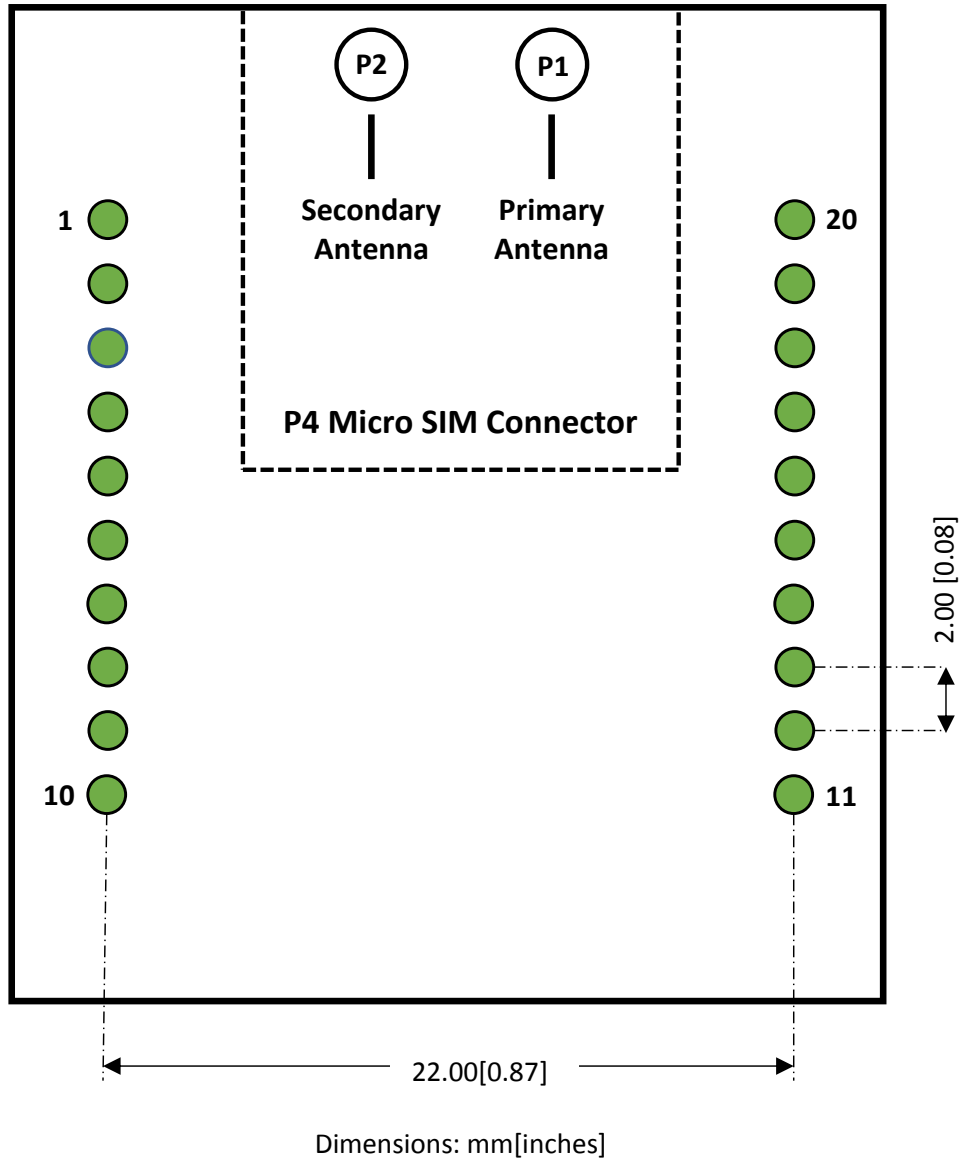 P2 P1
Secondary Antenna
Primary Antenna
1
20
P4 Micro SIM Connector
2.00 [0.08]
10
11
22.00[0.87]
Dimensions: mm[inches]